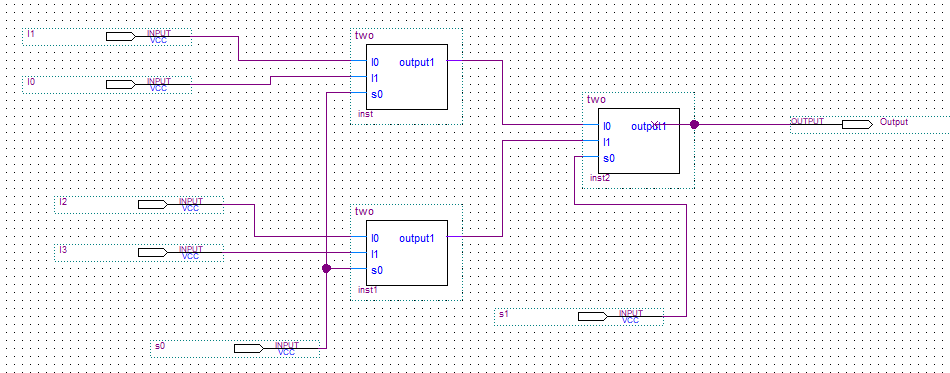 I1
INPUT
VCC
I0
INPUT
VCC
two
I0
output1
I1
s0
inst
two
I0
output1
I1
s0
inst2
OUTPUT
Output
I2
INPUT
VCC
I3
INPUT
VCC
two
I0
output1
I1
s0
inst1
s1
INPUT
VCC
s0
INPUT
VCC